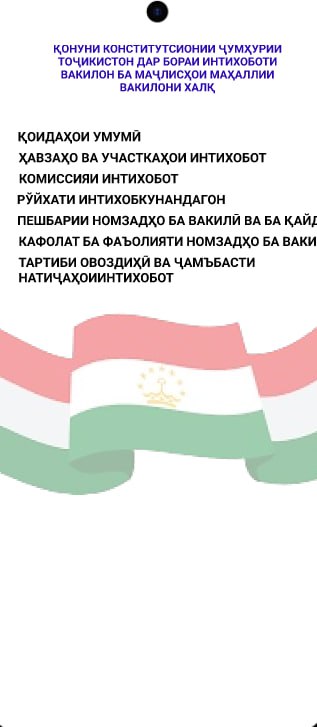 ҚОНУНИ КОНСТИТУТСИОНИИ ҶУМҲУРИИ
ТОҶИКИСТОН ДАР БОРАИ ИНТИХОБОТИ
ВАКИЛОН БА МАҶЛИСҲОИ МАҲАЛЛИИ
ВАКИЛОНИ ХАЛҚ
ҚОИДАҲОИ УМУМӢ
ҲАВЗАҲО ВА УЧАСТКАҲОИ ИНТИХОБОТ
КОМИССИЯИ ИНТИХОБОТ
РӮЙХАТИ ИНТИХОБКУНАНДАГОН
ПЕШБАРИИ НОМЗАДҲО БА ВАКИЛӢ ВА БА ҚАЙД
КАФОЛАТ БА ФАЪОЛИЯТИ НОМЗАДҲО БА ВАКИ
ТАРТИБИ ОВОЗДИҲӢ ВА ҶАМЪБАСТИ
НАТИҶАҲОИИНТИХОБОТ